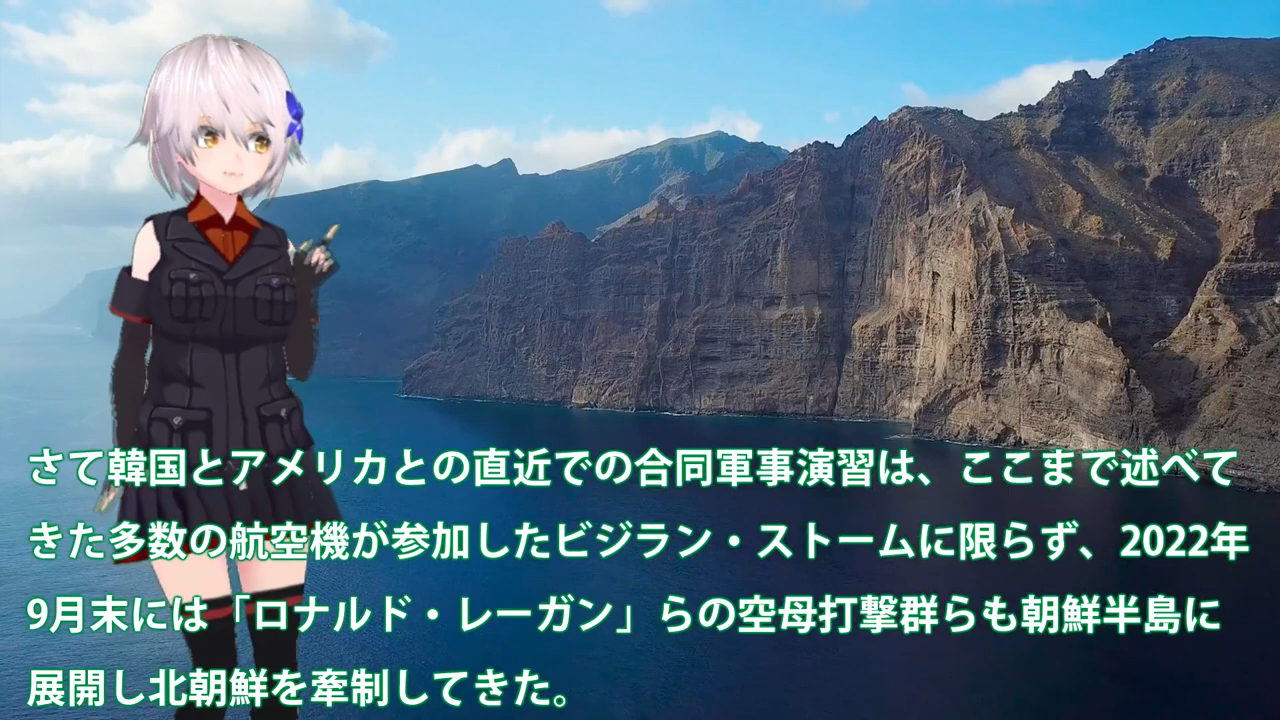 さて韓国とアメリカとの直近での合同軍事演習は、ここまで述べて
きた多数の航空機が参加したビジラン・ストームに限らず、2022年
9月末には「ロナルド・レーガン」らの空母打撃群らも朝鮮半島に
展開し北朝鮮を牽制してきた。